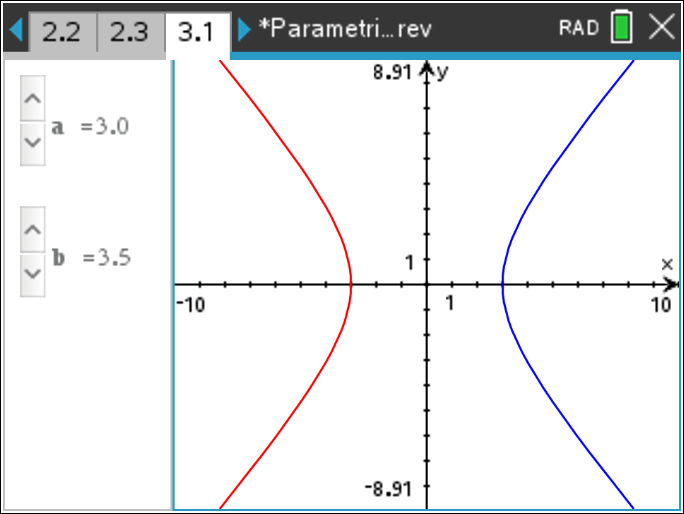 2.2 2.3 3.1 *Parametri...rev RAD
a =3.0
b =3.5
8.91 y
1
x
-10 1 10
-8.91